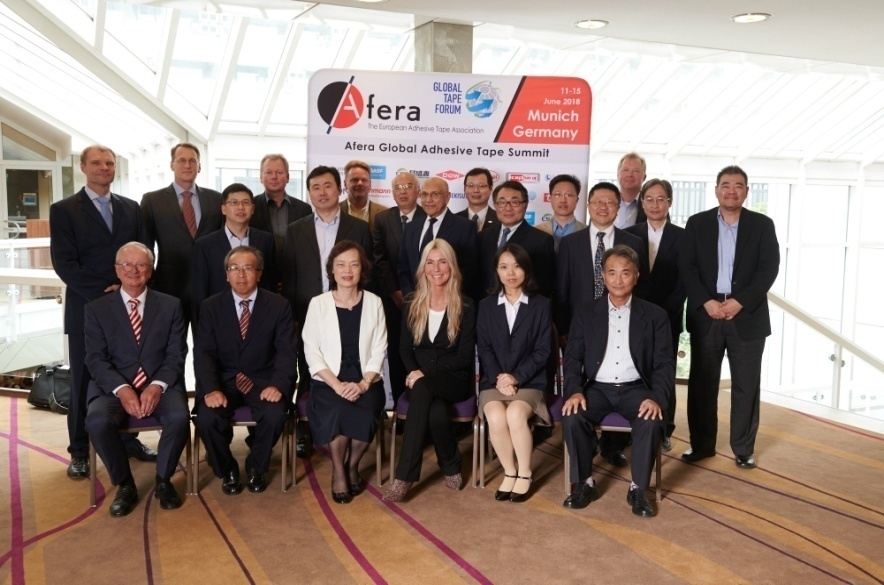 Afera
The European Adhesive Tape Association
GLOBAL
TAPE
FORUM
11-15
June 2018
Munich
Germany
Afera Global Adhesive Tape Summit